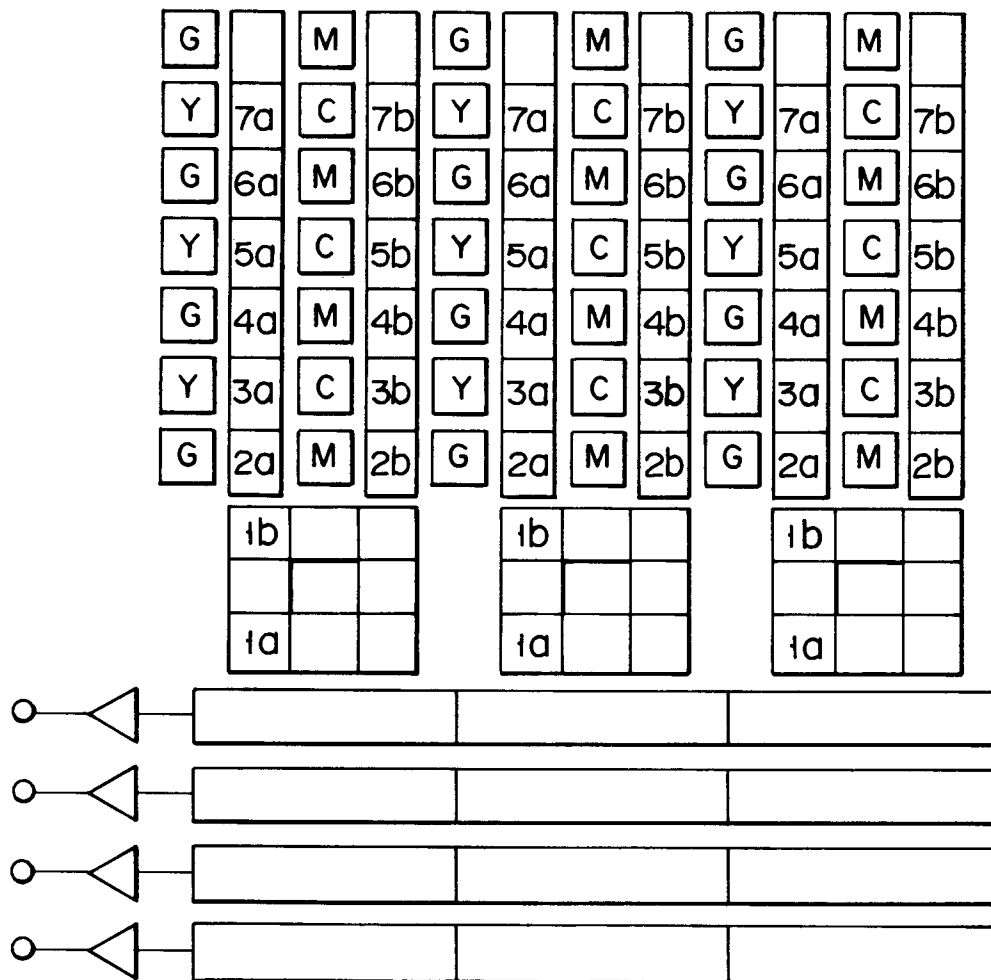 G M G M G M
Y 7a C 7b Y 7a C 7b Y 7a C 7b
G 6a M 6b G 6a M 6b G 6a M 6b
Y 5a C 5b Y 5a C 5b Y 5a C 5b
G 4a M 4b G 4a M 4b G 4a M 4b
Y 3a C 3b Y 3a C 3b Y 3a C 3b
G 2a M 2b G 2a M 2b G 2a M 2b
1b 1b 1b
1a 1a 1a